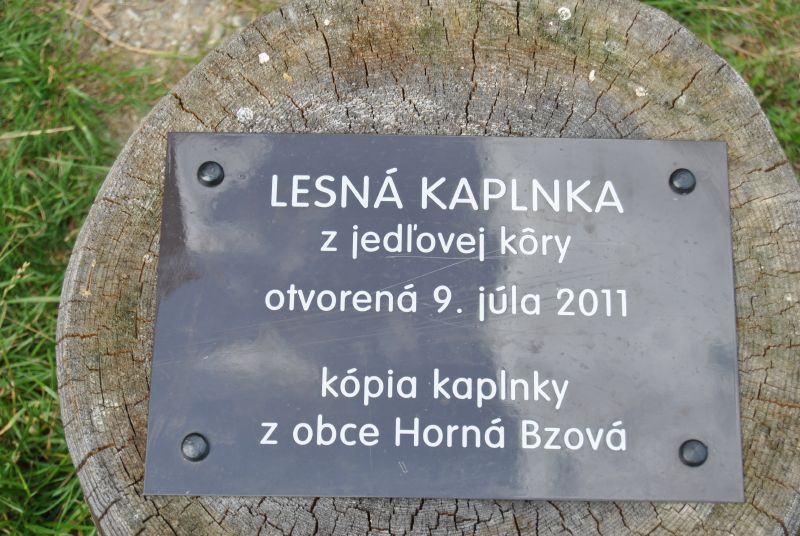 LESNÁ KAPLNKA
z jedľovej kôry
otvorená 9. júla 2011
kópia kaplnky
z obce Horná Bzová